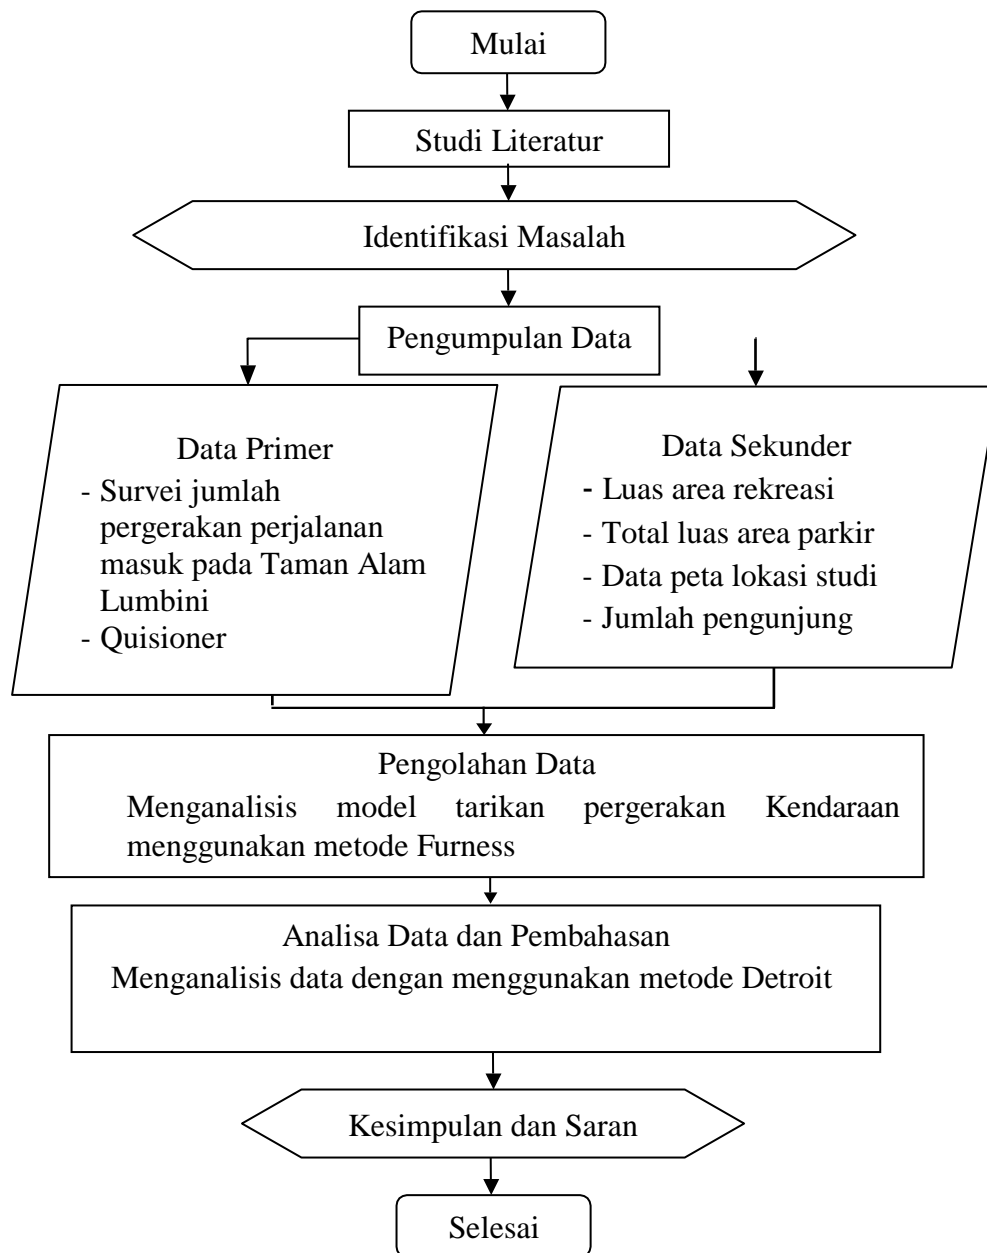 Mulai
Studi Literatur
Identifikasi Masalah
Pengumpulan Data
Data Primer
- Survei jumlah
pergerakan perjalanan
masuk pada Taman Alam
Lumbini
- Quisioner
Data Sekunder
- Luas area rekreasi
- Total luas area parkir
- Data peta lokasi studi
- Jumlah pengunjung
Pengolahan Data
Menganalisis model tarikan pergerakan Kendaraan
menggunakan metode Furness
Analisa Data dan Pembahasan
Menganalisis data dengan menggunakan metode Detroit
Kesimpulan dan Saran
Selesai